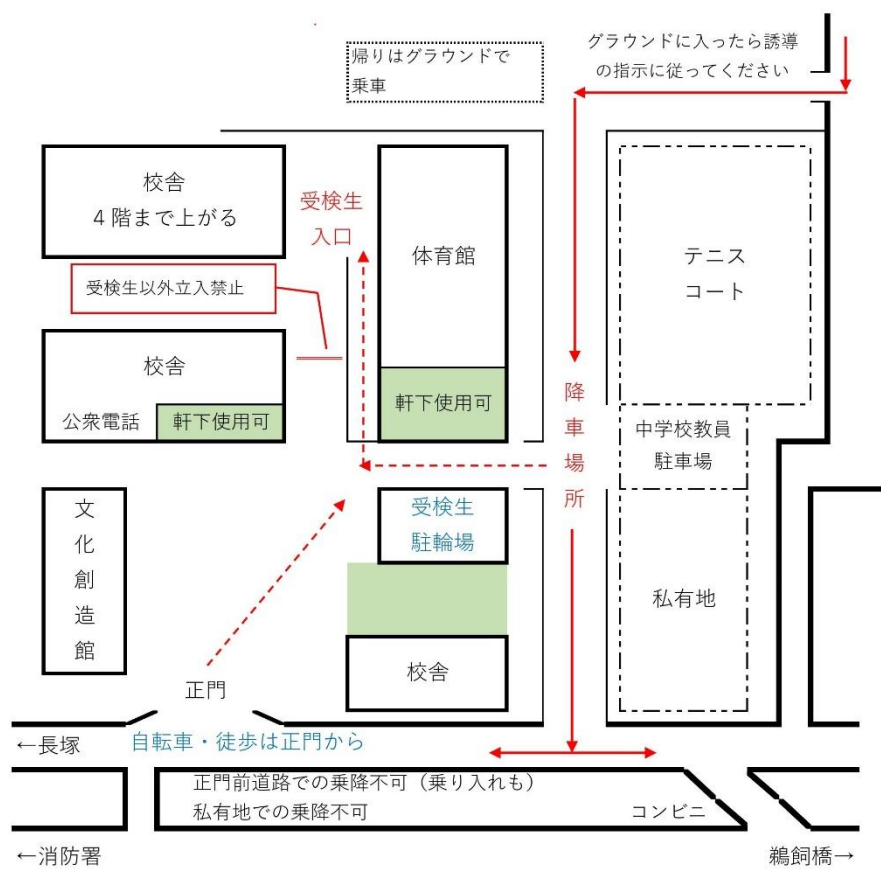 帰りはグラウンドで
乗車
グラウンドに入ったら誘導
の指示に従ってください
校舎
4 階まで上がる
受検生
入口
体育館
テニス
コート
受検生以外立入禁止
校舎
公衆電話
軒下使用可
軒下使用可
降車場所
中学校教員
駐車場
文化創造館
受検生
駐輪場
私有地
校舎
正門
←長塚
自転車・徒歩は正門から
正門前道路での乗降不可（乗り入れも）
私有地での乗降不可
コンビニ
←消防署
鵜飼橋→